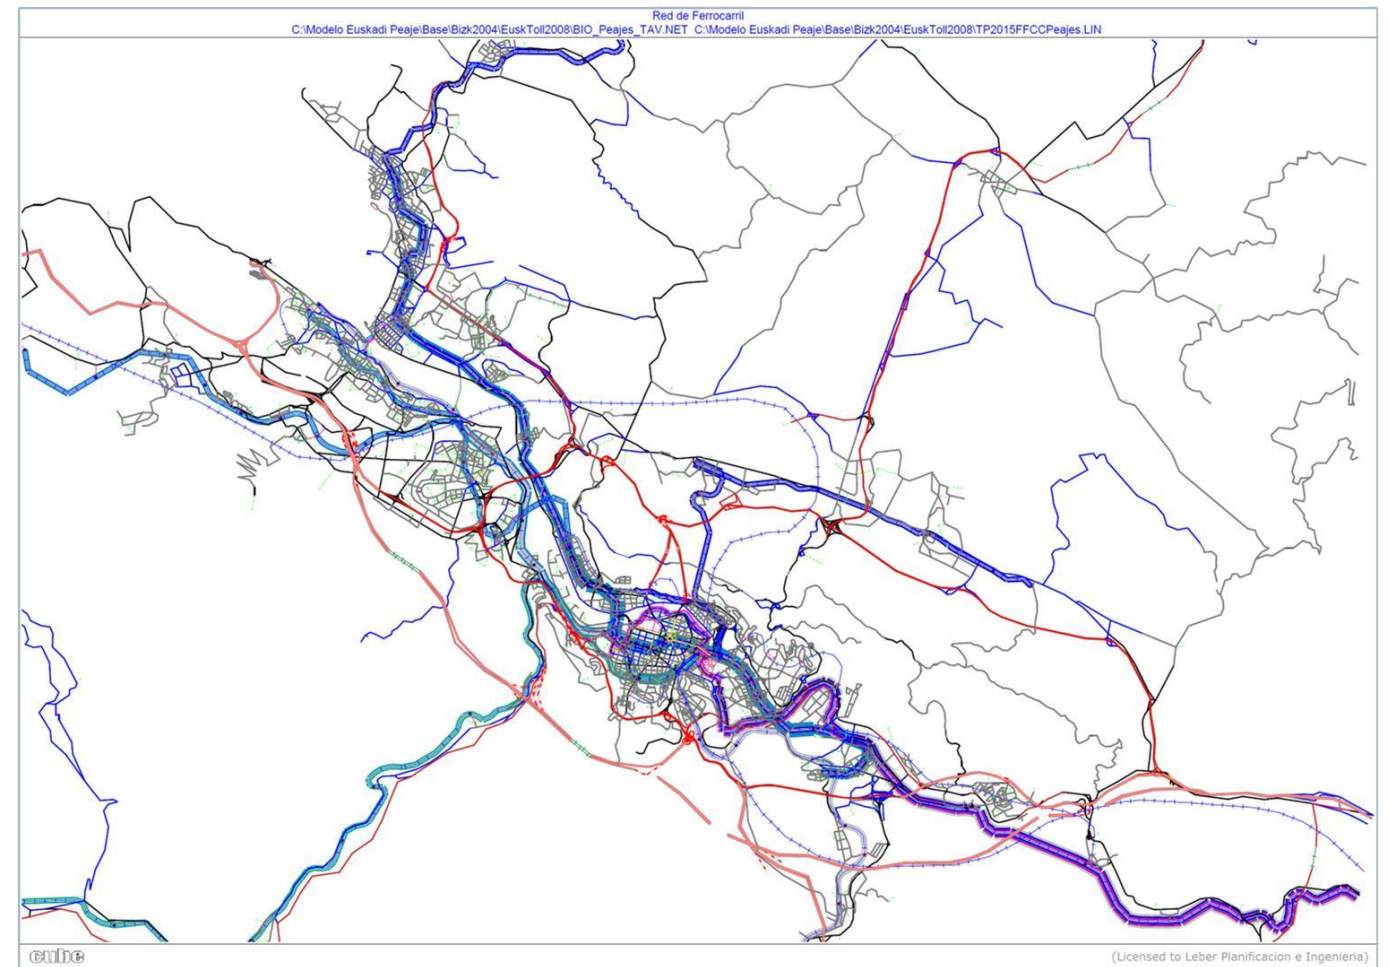 Red de Ferrocarril
C:\Modelo Euskadi Peaje\Base\Bizk2004\EuskToll2008\BIO_Peajes_TAV.NET C:\Modelo Euskadi Peaje\Base\Bizk2004\EuskToll2008\TP2015FFCCPeajes.LIN
cube
(Licensed to Leber Planificacion e Ingenieria)